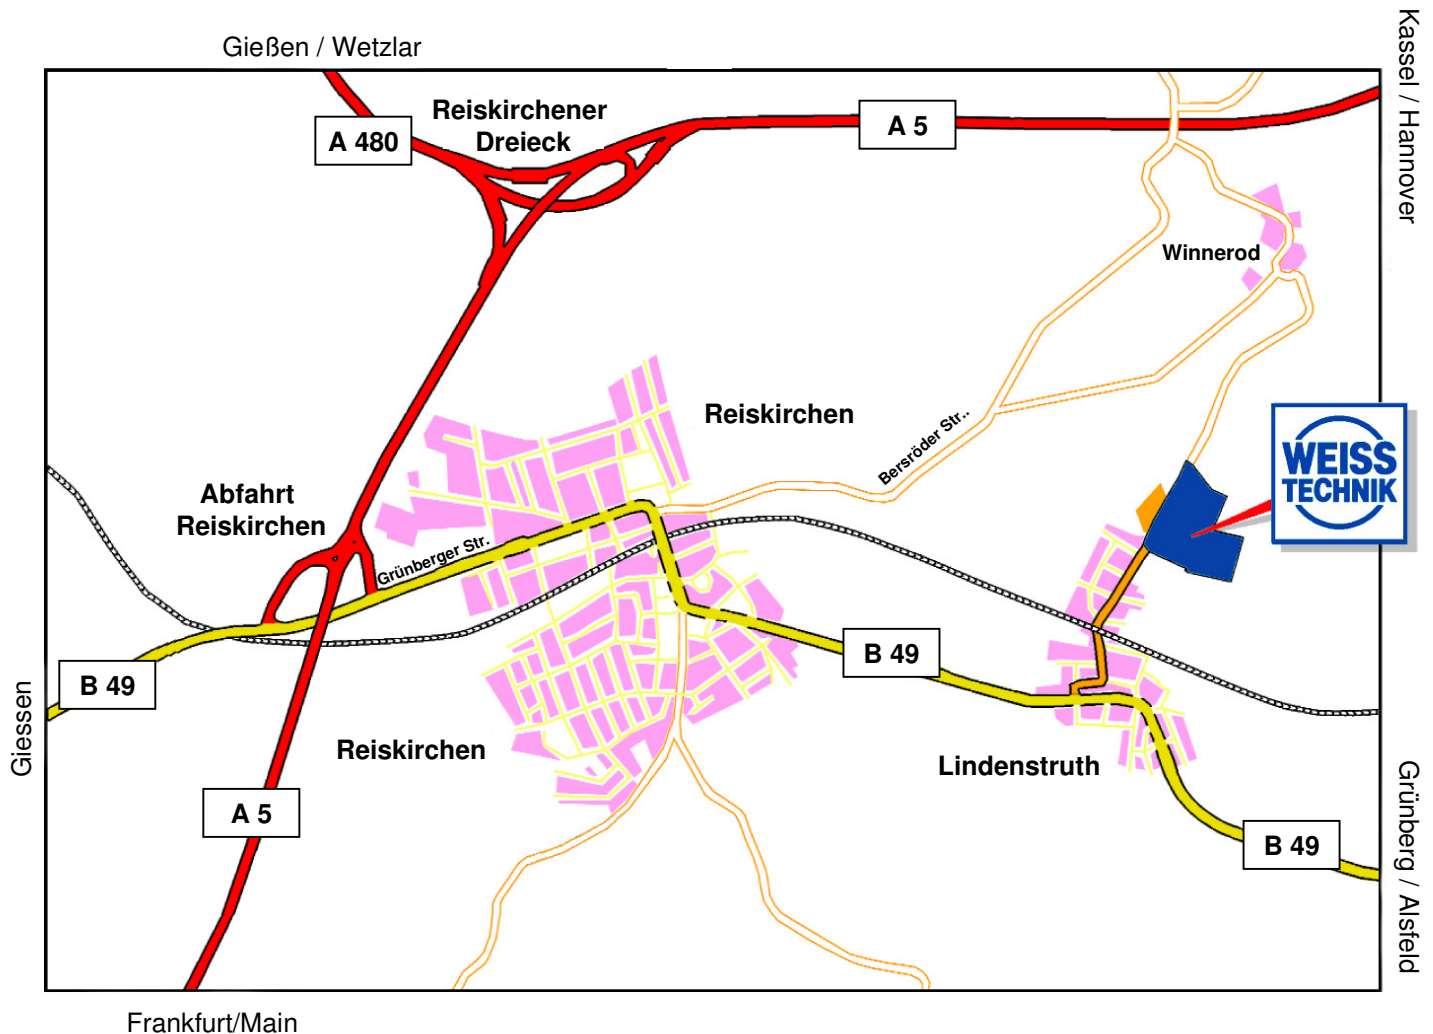 Gießen / Wetzlar
Kassel / Hannover
Reiskirchener
Dreieck
A 480
A 5
Winnerod
Reiskirchen
Bersröder Str..
WEISS
TECHNIK
Abfahrt
Reiskirchen
Grünberger Str.
B 49
B 49
Giessen
Reiskirchen
Lindenstruth
A 5
B 49
Grünberg / Alsfeld
Frankfurt/Main